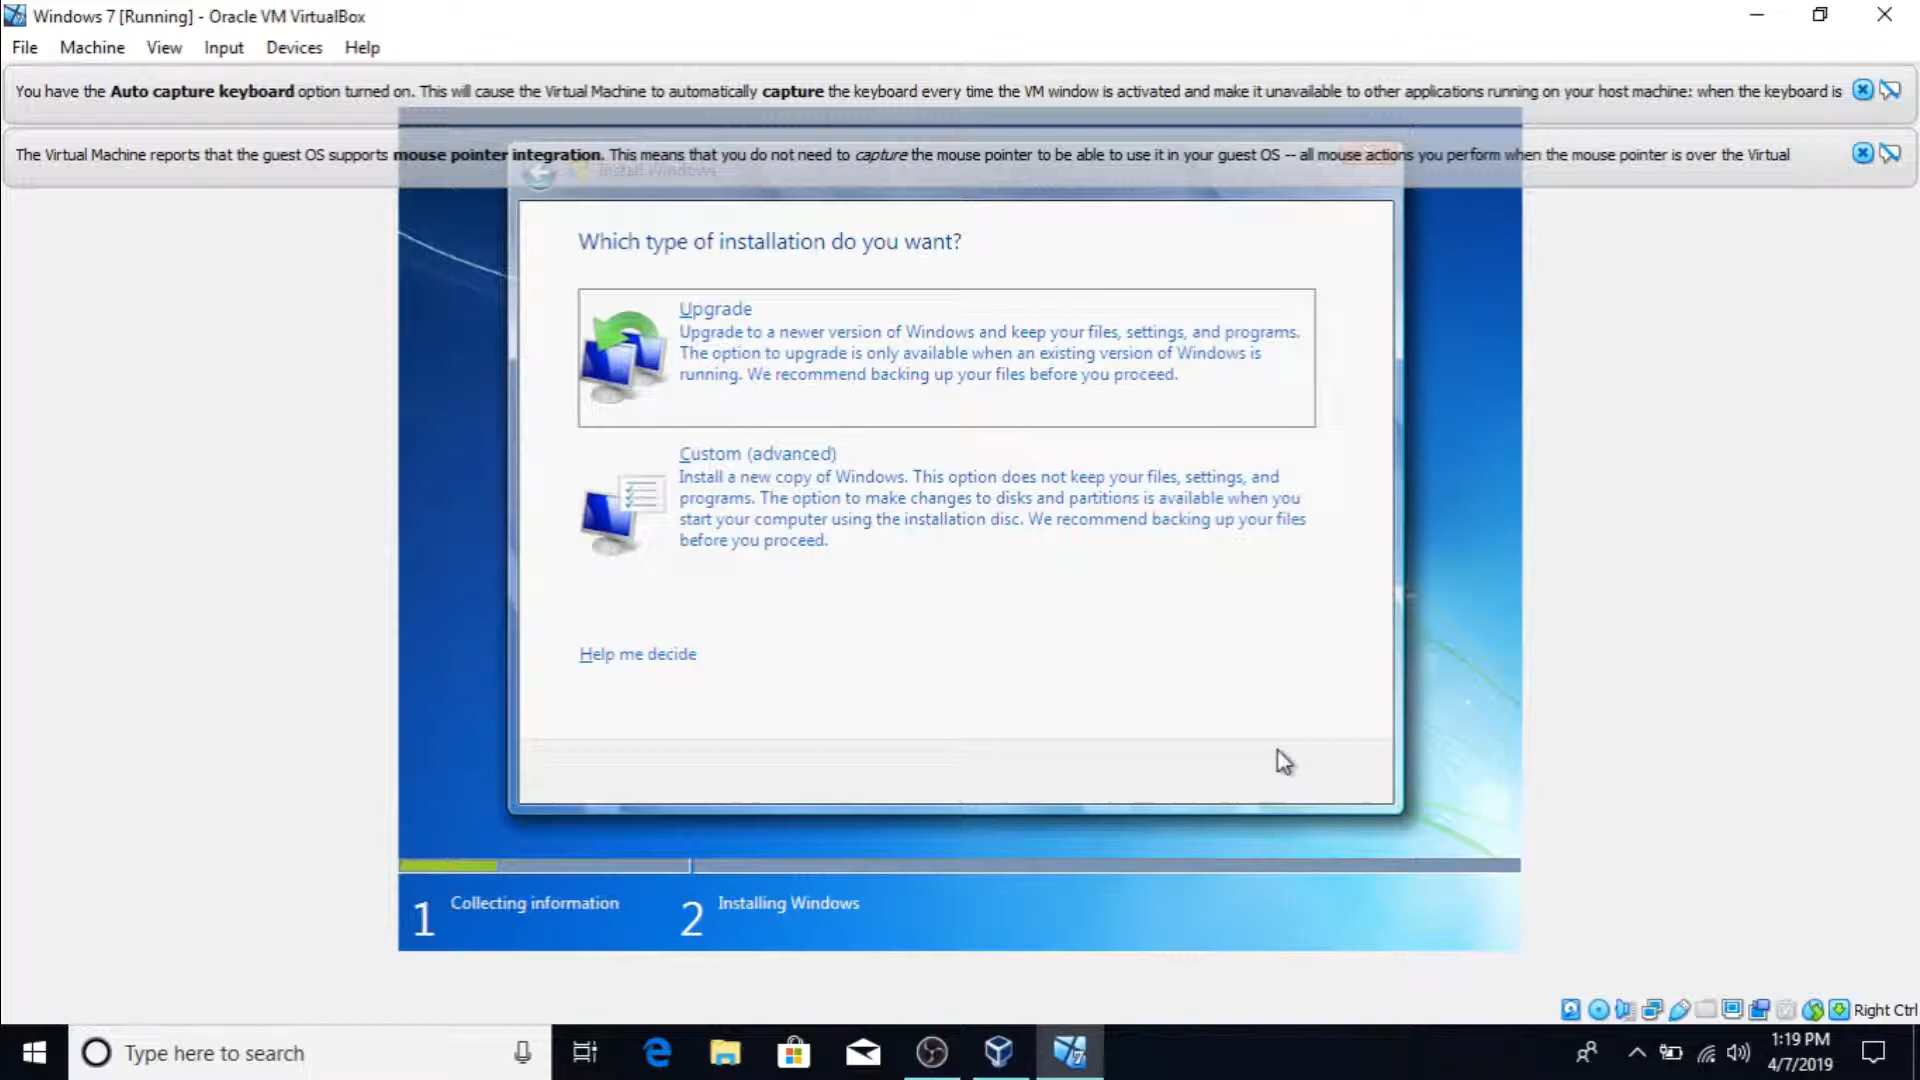 Windows 7 [Running] - Oracle VM VirtualBox
File Machine View Input Devices Help
You have the Auto capture keyboard option turned on. This will cause the Virtual Machine to automatically capture the keyboard every time the VM window is activated and make it unavailable to other applications running on your host machine: when the keyboard is
The Virtual Machine reports that the guest OS supports mouse pointer integration. This means that you do not need to capture the mouse pointer to be able to use it in your guest OS -- all mouse actions you perform when the mouse pointer is over the Virtual
Install Windows
Which type of installation do you want?
Upgrade
Upgrade to a newer version of Windows and keep your files, settings, and programs.
The option to upgrade is only available when an existing version of Windows is
running. We recommend backing up your files before you proceed.
Custom (advanced)
Install a new copy of Windows. This option does not keep your files, settings, and
programs. The option to make changes to disks and partitions is available when you
start your computer using the installation disc. We recommend backing up your files
before you proceed.
Help me decide
1 Collecting information 2 Installing Windows
Right Ctrl
Type here to search
7
1:19 PM
4/7/2019